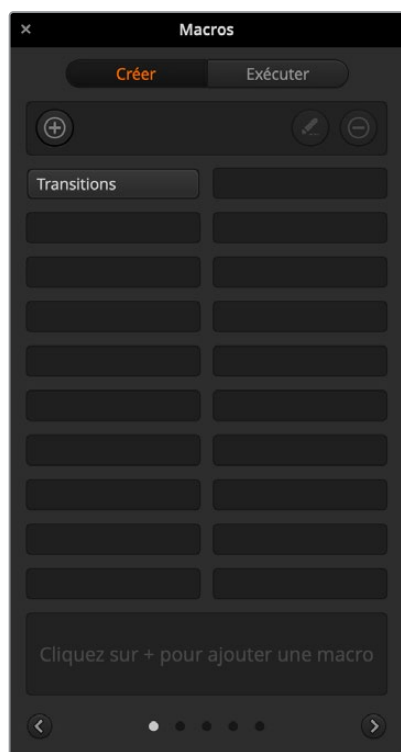 Macros
Créer
Exécuter
Transitions
Cliquez sur + pour ajouter une macro